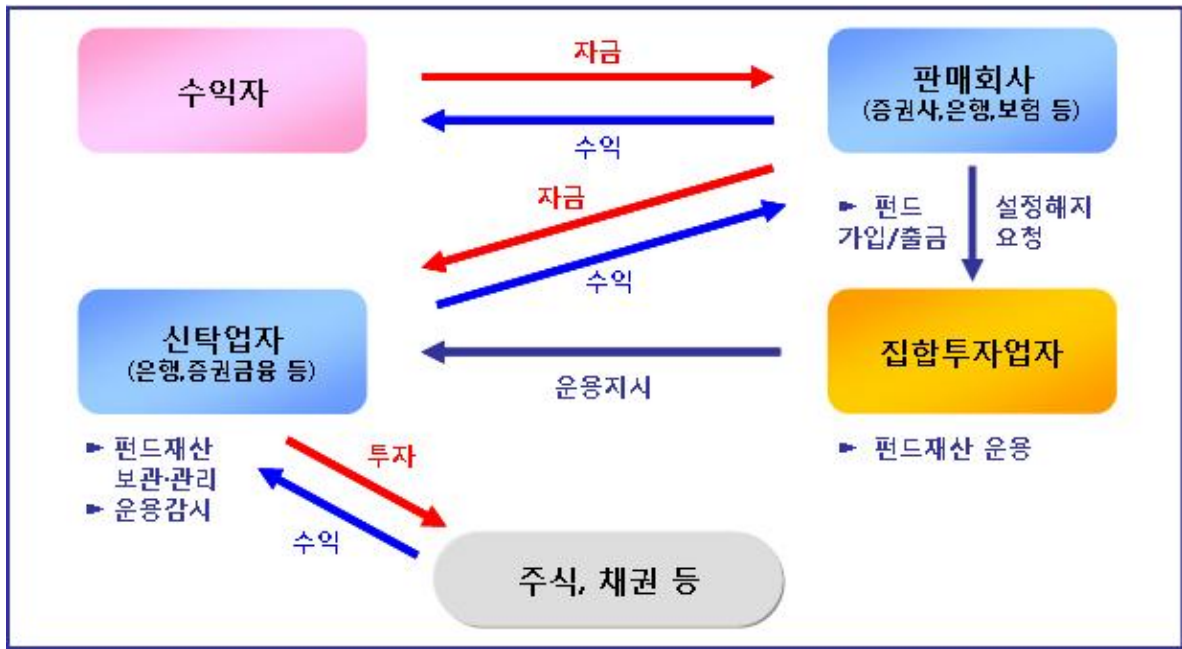 수익자
자금
수익
판매회사
(증권사,은행,보험 등)
자금
수익
► 펀드
가입/출금
설정해지
요청
신탁업자
(은행,증권금융 등)
운용지시
집합투자업자
► 펀드재산
보관·관리
► 운용감시
► 펀드재산 운용
투자
수익
주식, 채권 등